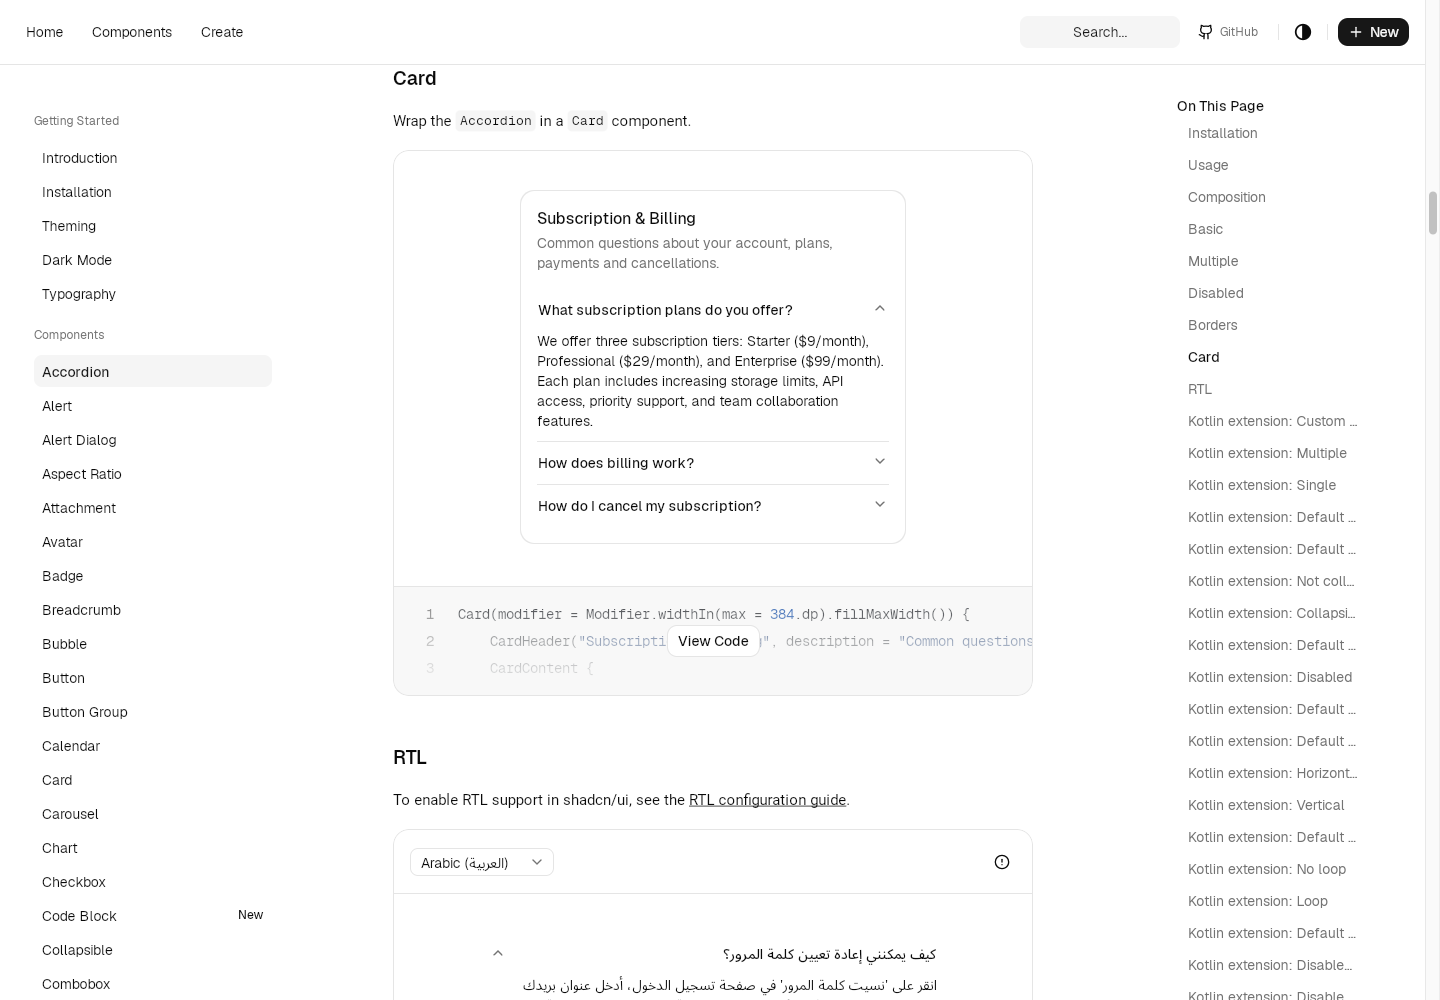 Home
Components
Create
Search...
GitHub
New
Getting Started
Introduction
Installation
Theming
Dark Mode
Typography
Components
Accordion
Alert
Alert Dialog
Aspect Ratio
Attachment
Avatar
Badge
Breadcrumb
Bubble
Button
Button Group
Calendar
Card
Carousel
Chart
Checkbox
Code Block New
Collapsible
Combobox
Card
Wrap the Accordion in a Card component.
Subscription & Billing
Common questions about your account, plans,
payments and cancellations.
What subscription plans do you offer?
We offer three subscription tiers: Starter ($9/month),
Professional ($29/month), and Enterprise ($99/month).
Each plan includes increasing storage limits, API
access, priority support, and team collaboration
features.
How does billing work?
How do I cancel my subscription?
1 Card(modifier = Modifier.widthIn(max = 384.dp).fillMaxWidth()) {
2 CardHeader("Subscripti g", description = "Common questions
View Code
3 CardContent {
RTL
To enable RTL support in shadcn/ui, see the RTL configuration guide.
Arabic (العربية)
كيف يمكنني إعادة تعيين كلمة المرور؟
انقر على 'نسيت كلمة المرور' في صفحة تسجيل الدخول، أدخل عنوان بريدك
On This Page
Installation
Usage
Composition
Basic
Multiple
Disabled
Borders
Card
RTL
Kotlin extension: Custom ...
Kotlin extension: Multiple
Kotlin extension: Single
Kotlin extension: Default ...
Kotlin extension: Default ...
Kotlin extension: Not coll...
Kotlin extension: Collapsi...
Kotlin extension: Default ...
Kotlin extension: Disabled
Kotlin extension: Default ...
Kotlin extension: Default ...
Kotlin extension: Horizont...
Kotlin extension: Vertical
Kotlin extension: Default ...
Kotlin extension: No loop
Kotlin extension: Loop
Kotlin extension: Default ...
Kotlin extension: Disable...
Kotlin extension: Disable...